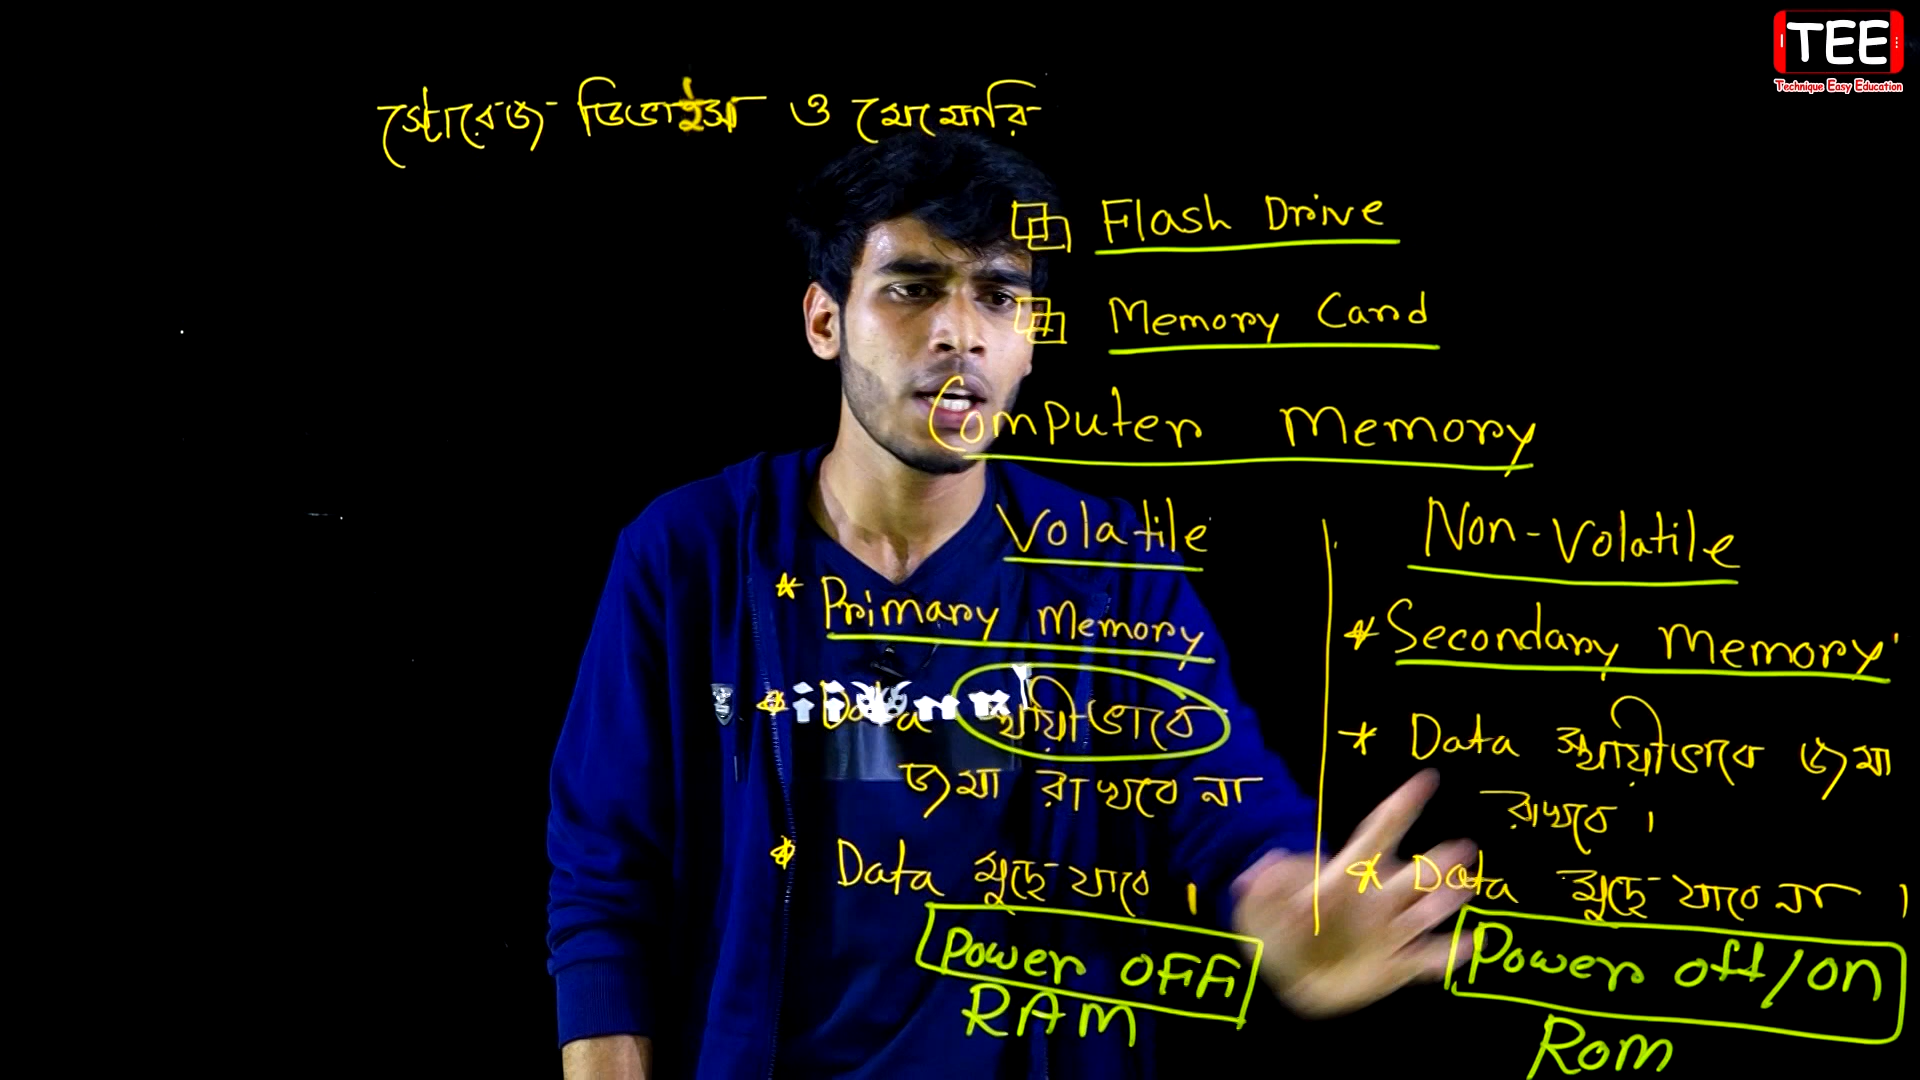 TEE
Technique Easy Education
স্টোরেজ ডিভাইস ও মেমোরি
Flash Drive
Memory Card
Computer Memory
Volatile
* Primary Memory
* Data স্থায়ীভাবে
জমা রাখবে না
* Data মুছে যাবে ।
Power OFF
RAM
Non-Volatile
* Secondary Memory
* Data স্থায়ীভাবে জমা
রাখবে ।
* Data মুছে যাবে না ।
Power off/on
Rom